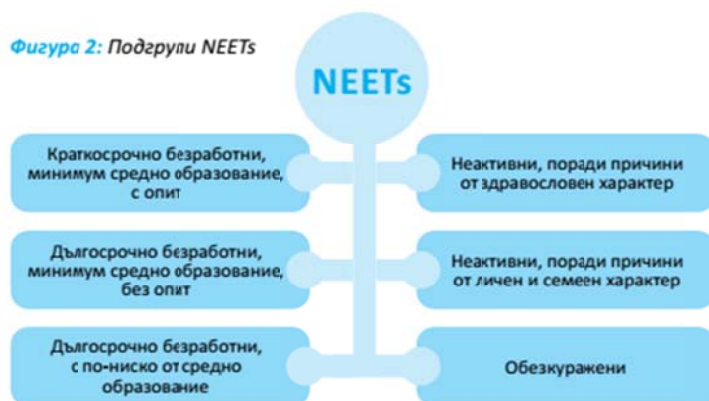 Фигура 2: Подгрупи NEETs
NEETs
Краткосрочно безработни,
минимум средно образование,
с опит
Дългосрочно безработни,
минимум средно образование,
без опит
Дългосрочно безработни,
с по-ниско от средно
образование
Неактивни, поради причини
от здравословен характер
Неактивни, поради причини
от личен и семеен характер
Обезкуражени